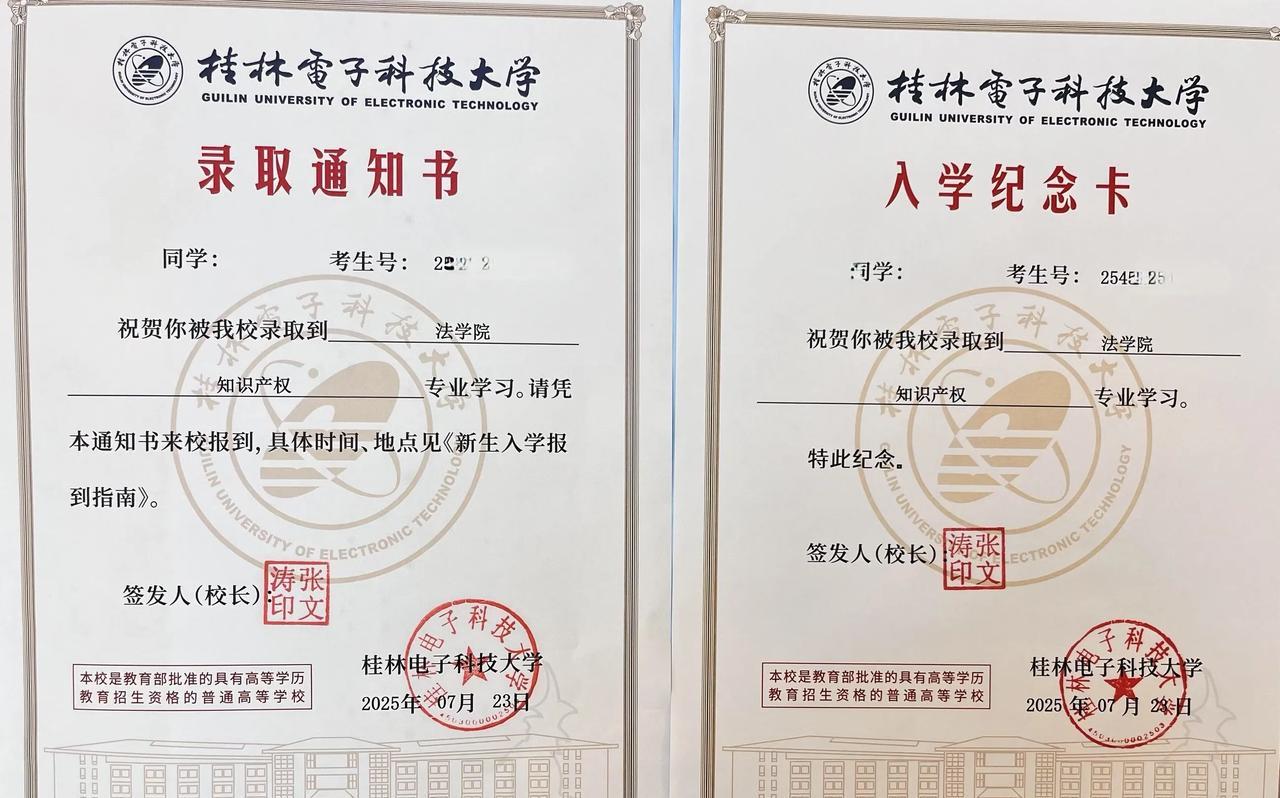 桂林電子科技大学
GUILIN UNIVERSITY OF ELECTRONIC TECHNOLOGY
录取通知书
同学： 考生号：
祝贺你被我校录取到 法学院
知识产权 专业学习。请凭
本通知书来校报到，具体时间、地点见《新生入学报
到指南》。
签发人（校长）：
张文涛印
桂林电子科技大学
2025年 07月 23日
本校是教育部批准的具有高等学历
教育招生资格的普通高等学校
桂林電子科技大学
GUILIN UNIVERSITY OF ELECTRONIC TECHNOLOGY
入学纪念卡
同学： 考生号：
祝贺你被我校录取到 法学院
知识产权 专业学习。
特此纪念。
签发人（校长）：
张文涛印
桂林电子科技大学
2025 年 07 月 23日
本校是教育部批准的具有高等学历
教育招生资格的普通高等学校